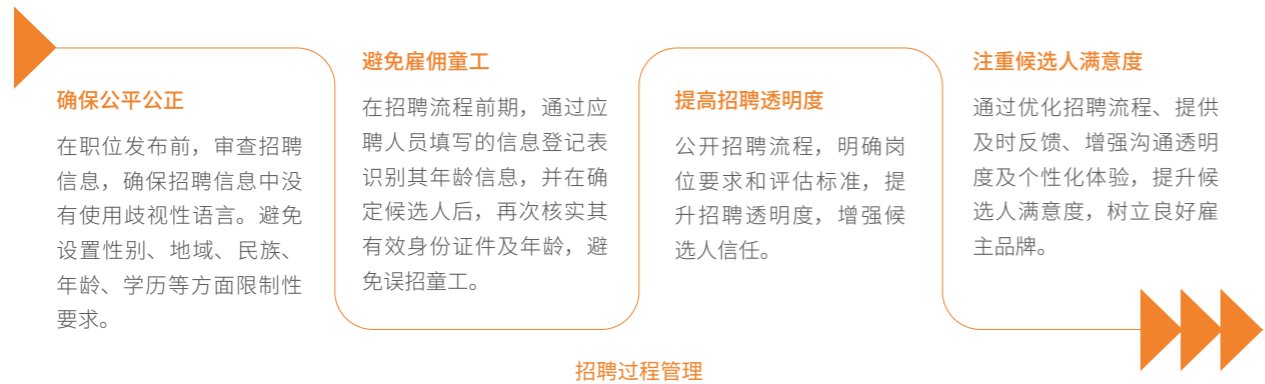 确保公平公正
在职位发布前，审查招聘
信息，确保招聘信息中没
有使用歧视性语言。避免
设置性别、地域、民族、
年龄、学历等方面限制性
要求。
避免雇佣童工
在招聘流程前期，通过应
聘人员填写的信息登记表
识别其年龄信息，并在确
定候选人后，再次核实其
有效身份证件及年龄，避
免误招童工。
提高招聘透明度
公开招聘流程，明确岗
位要求和评估标准，提
升招聘透明度，增强候
选人信任。
注重候选人满意度
通过优化招聘流程、提供
及时反馈、增强沟通透明
度及个性化体验，提升候
选人满意度，树立良好雇
主品牌。
招聘过程管理